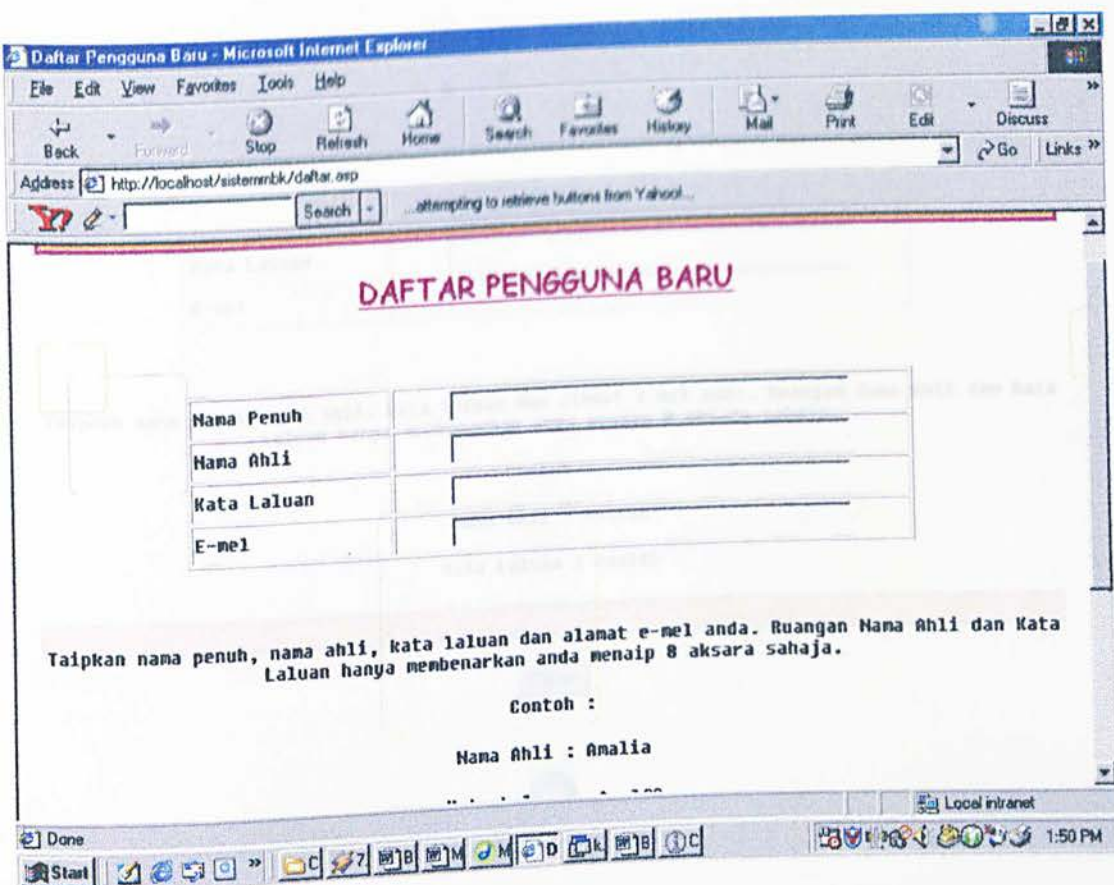 Daftar Pengguna Baru - Microsoft Internet Explorer
File Edit View Favorites Tools Help
Back Forward Stop Refresh Home Search Favorites History Mail Print Edit Discuss
Address http://localhost/sistemmbk/daftar.asp Go Links »
Y! Search ...attempting to retrieve buttons from Yahoo!...
DAFTAR PENGGUNA BARU
Nama Penuh
Nama Ahli
Kata Laluan
E-mel
Taipkan nama penuh, nama ahli, kata laluan dan alamat e-mel anda. Ruangan Nama Ahli dan Kata
Laluan hanya membenarkan anda menaip 8 aksara sahaja.
Contoh :
Nama Ahli : Amalia
Local intranet
Done
Start » C 7 B M M D k B C 1:50 PM